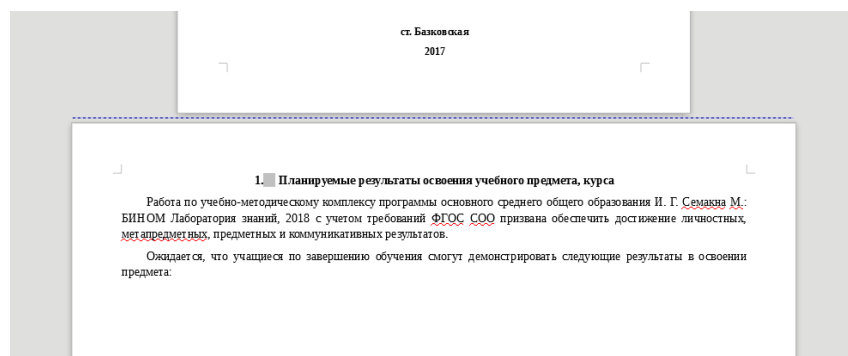 ст. Базковская
2017
1. Планируемые результаты освоения учебного предмета, курса
Работа по учебно-методическому комплексу программы основного среднего общего образования И. Г. Семакна М.:
БИНОМ Лаборатория знаний, 2018 с учетом требований ФГОС СОО призвана обеспечить достижение личностных,
метапредметных, предметных и коммуникативных результатов.
Ожидается, что учащиеся по завершению обучения смогут демонстрировать следующие результаты в освоении
предмета: